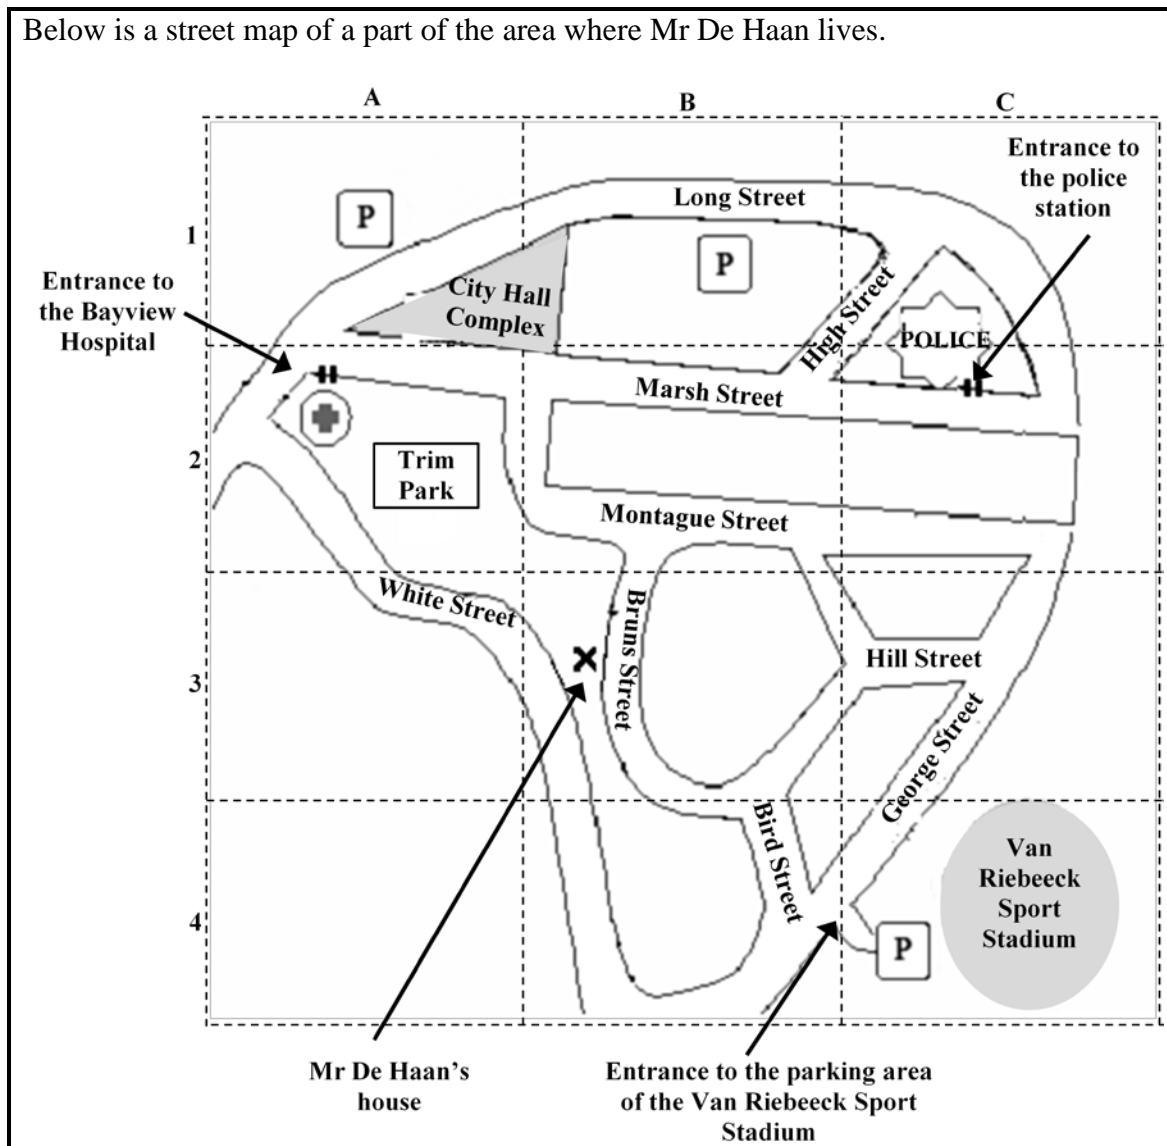 Below is a street map of a part of the area where Mr De Haan lives.
A
B
C
Entrance to
the police
station
Long Street
P
1
P
Entrance to
the Bayview
Hospital
City Hall
Complex
High Street
POLICE
Marsh Street
2
Trim
Park
Montague Street
White Street
Bruns Street
Hill Street
3
George Street
Bird Street
Van
Riebeeck
Sport
Stadium
4
P
Mr De Haan's
house
Entrance to the parking area
of the Van Riebeeck Sport
Stadium